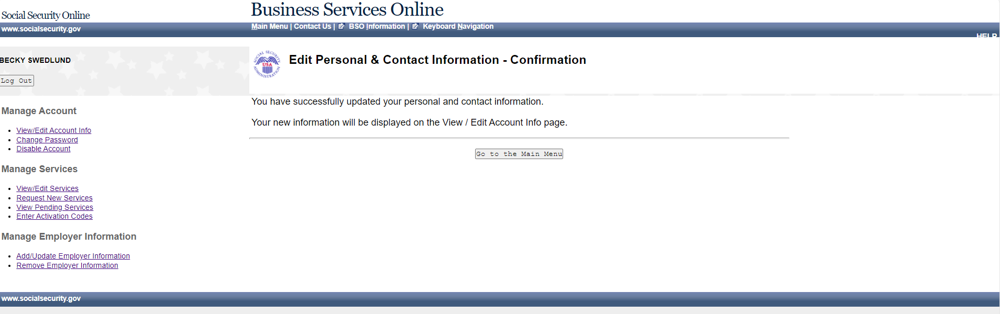 Social Security Online
www.socialsecurity.gov
Business Services Online
Main Menu | Contact Us | BSO Information | Keyboard Navigation
HELP
BECKY SWEDLUND
Log Out
Manage Account
View/Edit Account Info
Change Password
Disable Account
Manage Services
View/Edit Services
Request New Services
View Pending Services
Enter Activation Codes
Manage Employer Information
Add/Update Employer Information
Remove Employer Information
SOCIAL SECURITY ADMINISTRATION
USA
Edit Personal & Contact Information - Confirmation
You have successfully updated your personal and contact information.
Your new information will be displayed on the View / Edit Account Info page.
Go to the Main Menu
www.socialsecurity.gov